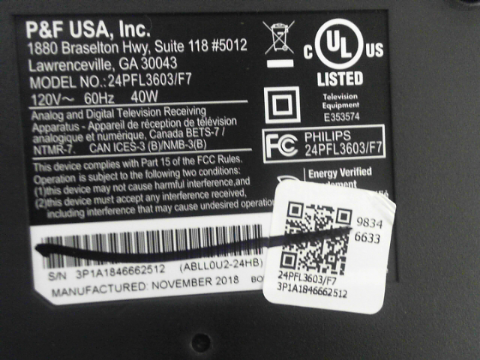 P&F USA, Inc.
1880 Braselton Hwy, Suite 118 #5012
Lawrenceville, GA 30043
MODEL NO.:24PFL3603/F7
120V~ 60Hz 40W
Analog and Digital Television Receiving
Apparatus - Appareil de réception de télévision
analogique et numérique, Canada BETS-7 /
NTMR-7. CAN ICES-3 (B)/NMB-3(B)
This device complies with Part 15 of the FCC Rules.
Operation is subject to the following two conditions:
(1)this device may not cause harmful interference,and
(2)this device must accept any interference received,
including interference that may cause undesired operation
C UL US
LISTED
Television
Equipment
E353574
FC PHILIPS
24PFL3603/F7
Energy Verified
S/N 3P1A1846662512 (ABLL0U2-24HB)
MANUFACTURED: NOVEMBER 2018
9834
6633
24PFL3603/F7
3P1A1846662512